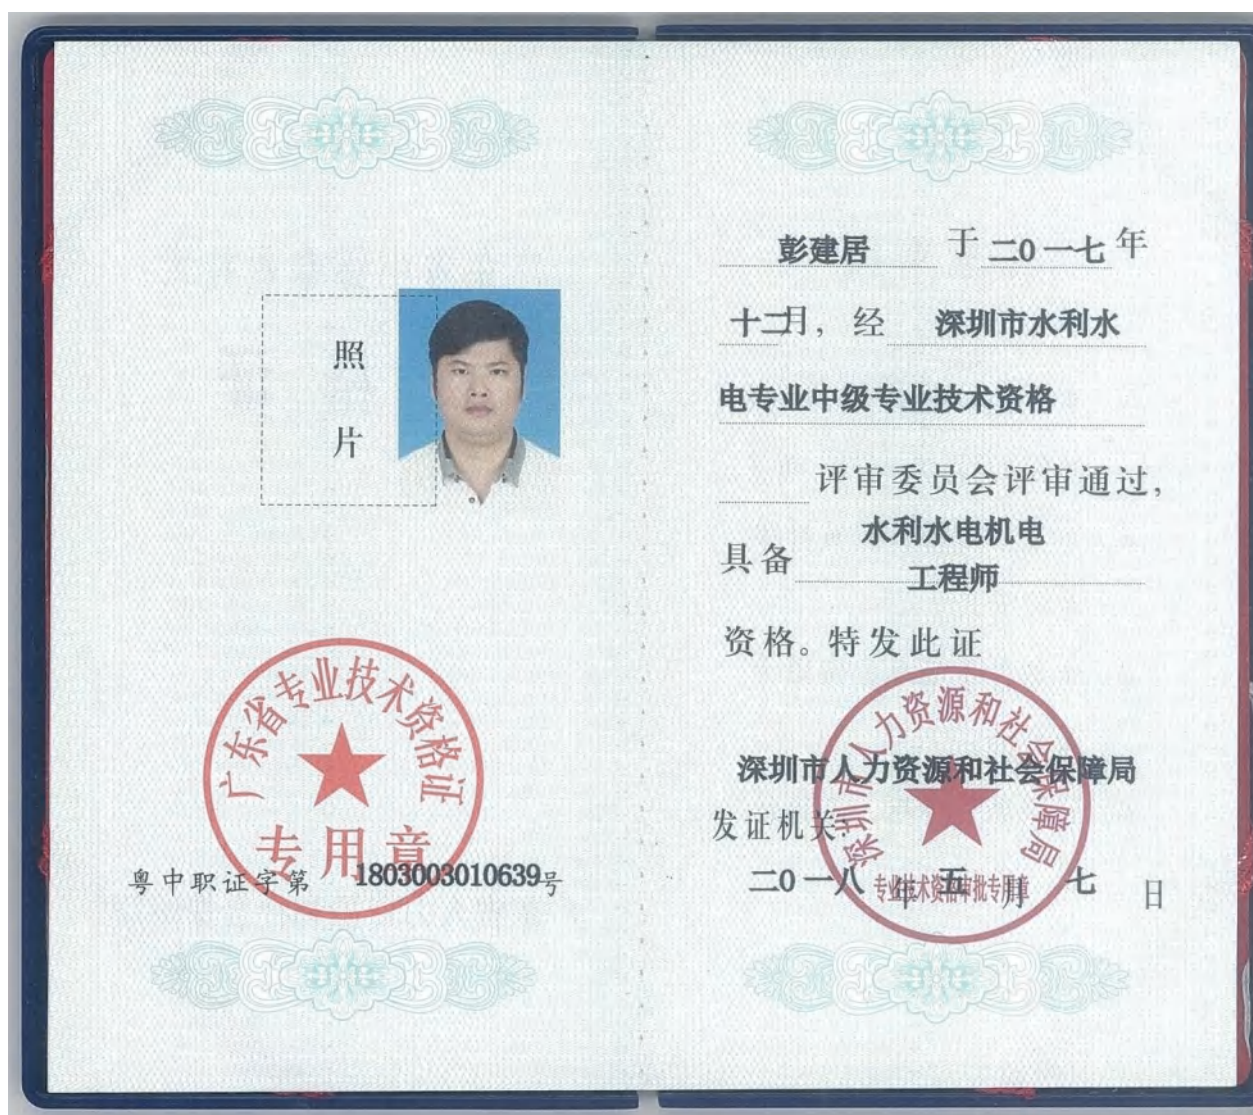 照
片
广东省专业技术资格证
专用章
粤中职证字第 1803003010639号
彭建居 于 二0一七 年
十二月, 经 深圳市水利水
电专业中级专业技术资格
评审委员会评审通过,
具备 水利水电机电
工程师
资格。特发此证
深圳市人力资源和社会保障局
深圳市人力资源和社会保障局
发证机关:
专业技术资格审批专用章
二0一八 年 五 月 七 日